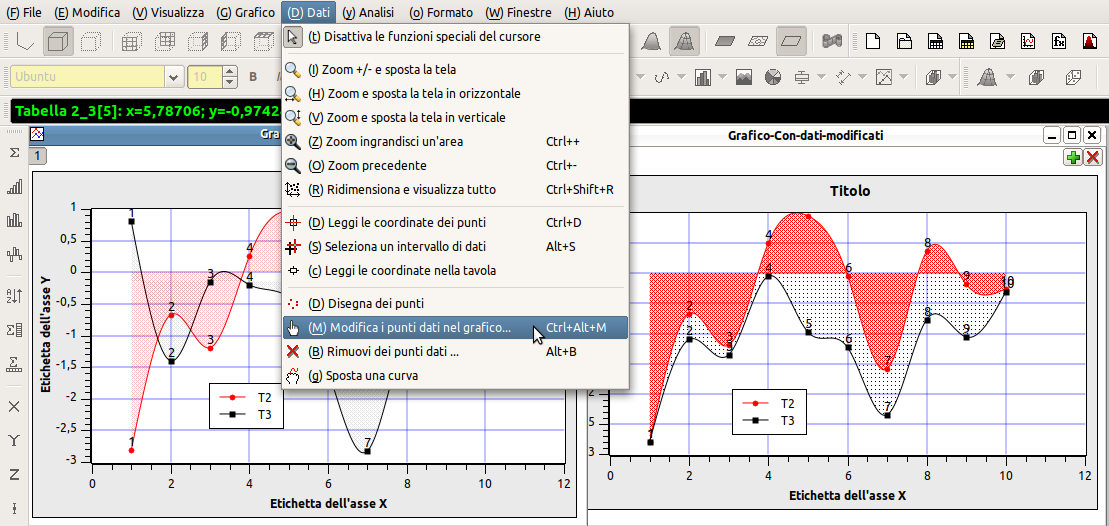 (F) File (E) Modifica (V) Visualizza (G) Grafico (D) Dati (y) Analisi (o) Formato (W) Finestre (H) Aiuto
(t) Disattiva le funzioni speciali del cursore
Ubuntu 10 B
(I) Zoom +/- e sposta la tela
(H) Zoom e sposta la tela in orizzontale
(V) Zoom e sposta la tela in verticale
(Z) Zoom ingrandisci un'area Ctrl++
(O) Zoom precedente Ctrl+-
(R) Ridimensiona e visualizza tutto Ctrl+Shift+R
(D) Leggi le coordinate dei punti Ctrl+D
(S) Seleziona un intervallo di dati Alt+S
(c) Leggi le coordinate nella tavola
(D) Disegna dei punti
(M) Modifica i punti dati nel grafico... Ctrl+Alt+M
(B) Rimuovi dei punti dati ... Alt+B
(g) Sposta una curva
Tabella 2_3[5]: x=5,78706; y=-0,9742
Gra
1
1
0,5
0
-0,5
-1
-1,5
-2
-2,5
-3
Etichetta dell'asse Y
1 2 3 4
1 2 3 4 7
T2
T3
0 2 4 6 8 10 12
Etichetta dell'asse X
Grafico-Con-dati-modificati
Titolo
2
5
3
2 3 4 6 7 8 9 10
1 2 3 4 5 6 7 8 9 10
T2
T3
0 2 4 6 8 10 12
Etichetta dell'asse X